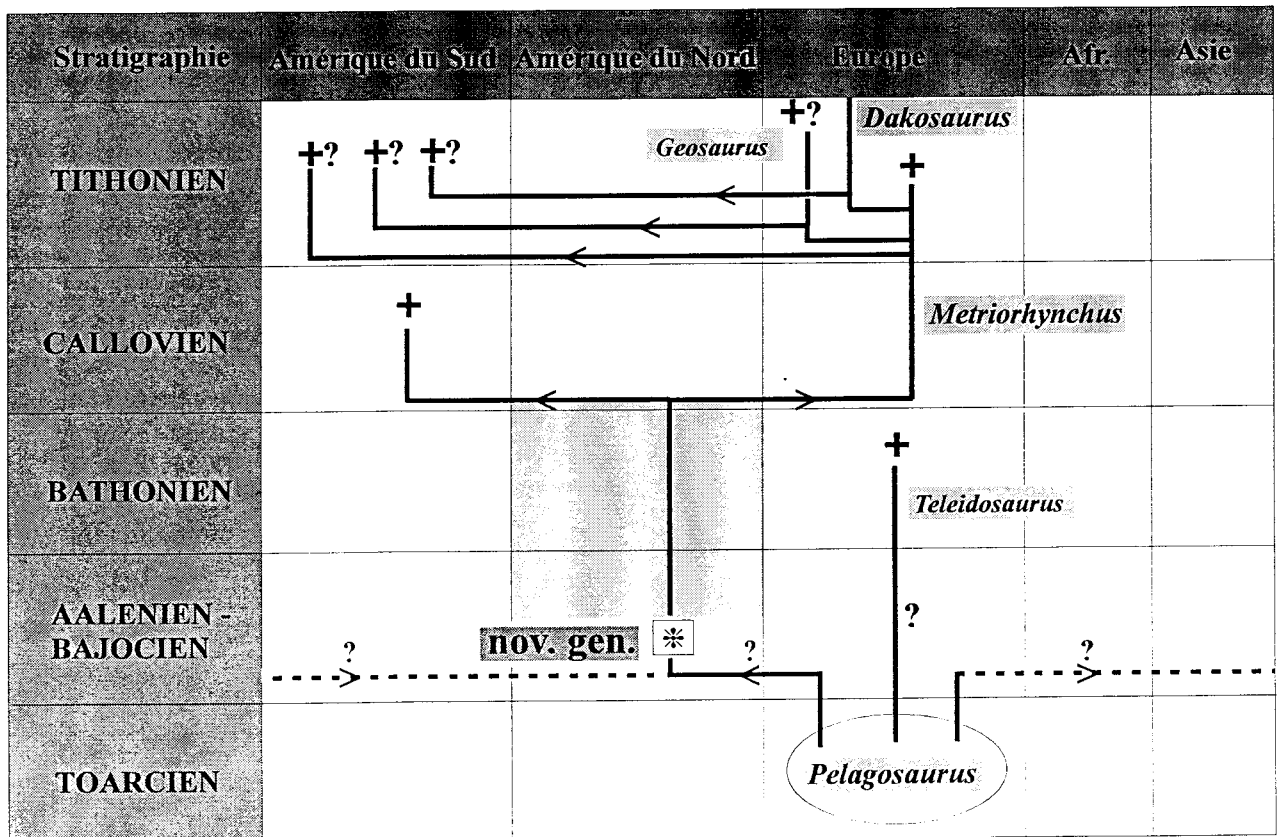 Stratigraphie Amérique du Sud Amérique du Nord Europe Afr. Asie
TITHONIEN
+? +? +? Geosaurus +? Dakosaurus +
CALLOVIEN
+ Metriorhynchus
BATHONIEN
+ Teleidosaurus
AALENIEN -
BAJOCIEN
? nov. gen. ? ? ?
TOARCIEN
Pelagosaurus